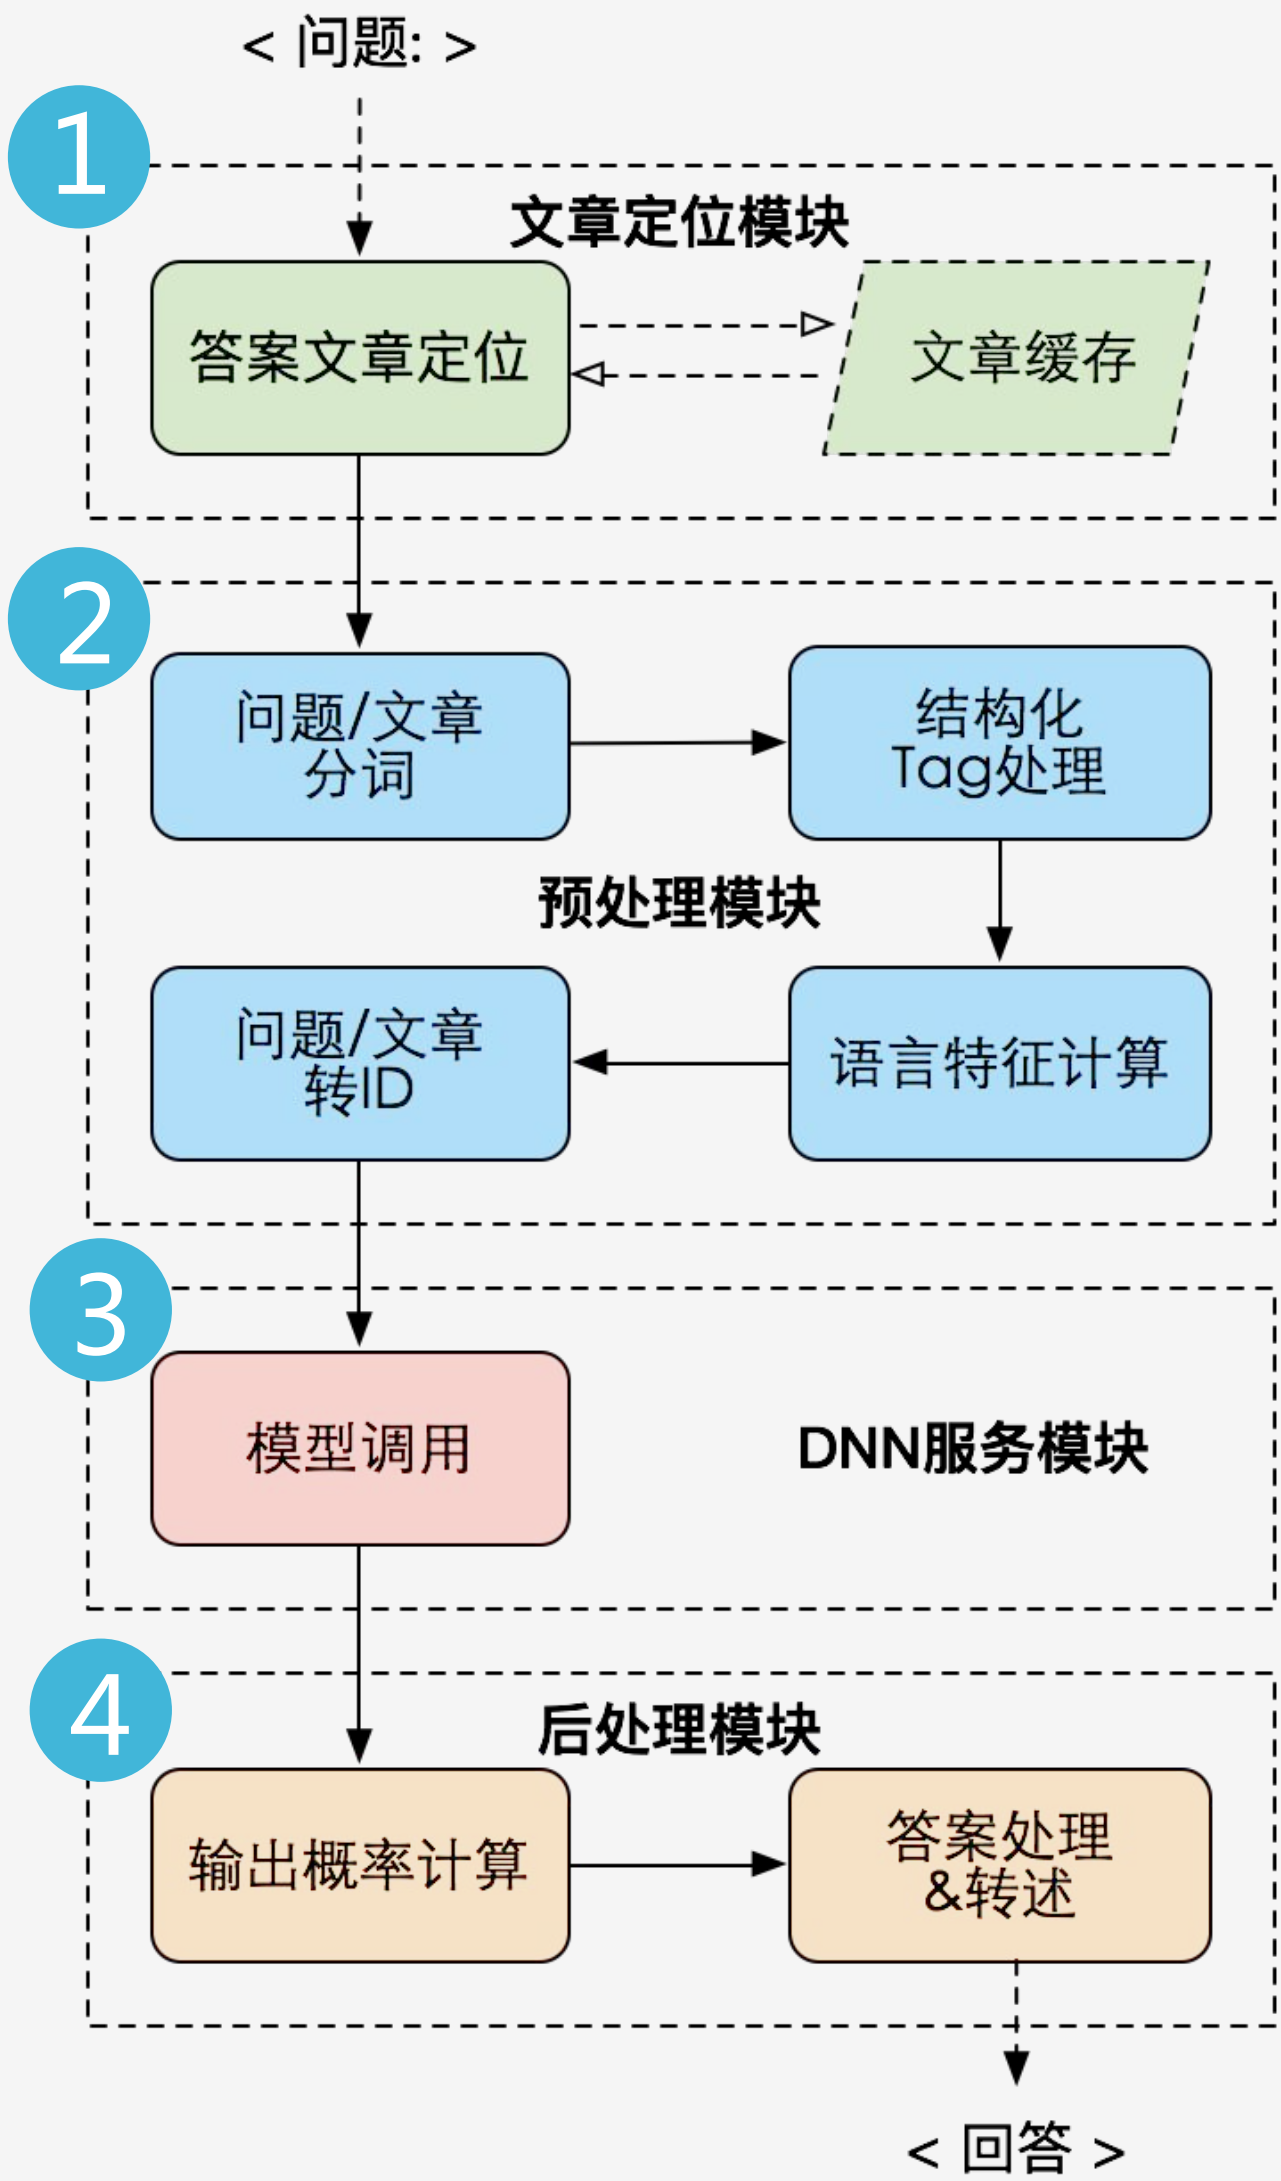 < 问题: >
1
文章定位模块
答案文章定位
文章缓存
2
问题/文章
分词
结构化
Tag处理
预处理模块
问题/文章
转ID
语言特征计算
3
模型调用
DNN服务模块
4
后处理模块
输出概率计算
答案处理
&转述
< 回答 >